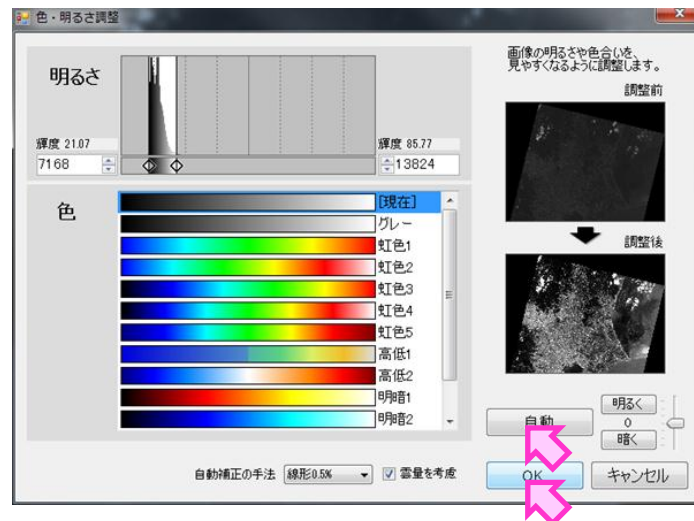 色・明るさ調整
明るさ
輝度 21.07
輝度 85.77
7168
13824
色
[現在]
グレー
虹色1
虹色2
虹色3
虹色4
虹色5
高低1
高低2
明暗1
明暗2
自動補正の手法
線形0.5%
雲量を考慮
画像の明るさや色合いを、
見やすくなるように調整します。
調整前
調整後
自動
明るく
0
暗く
OK
キャンセル